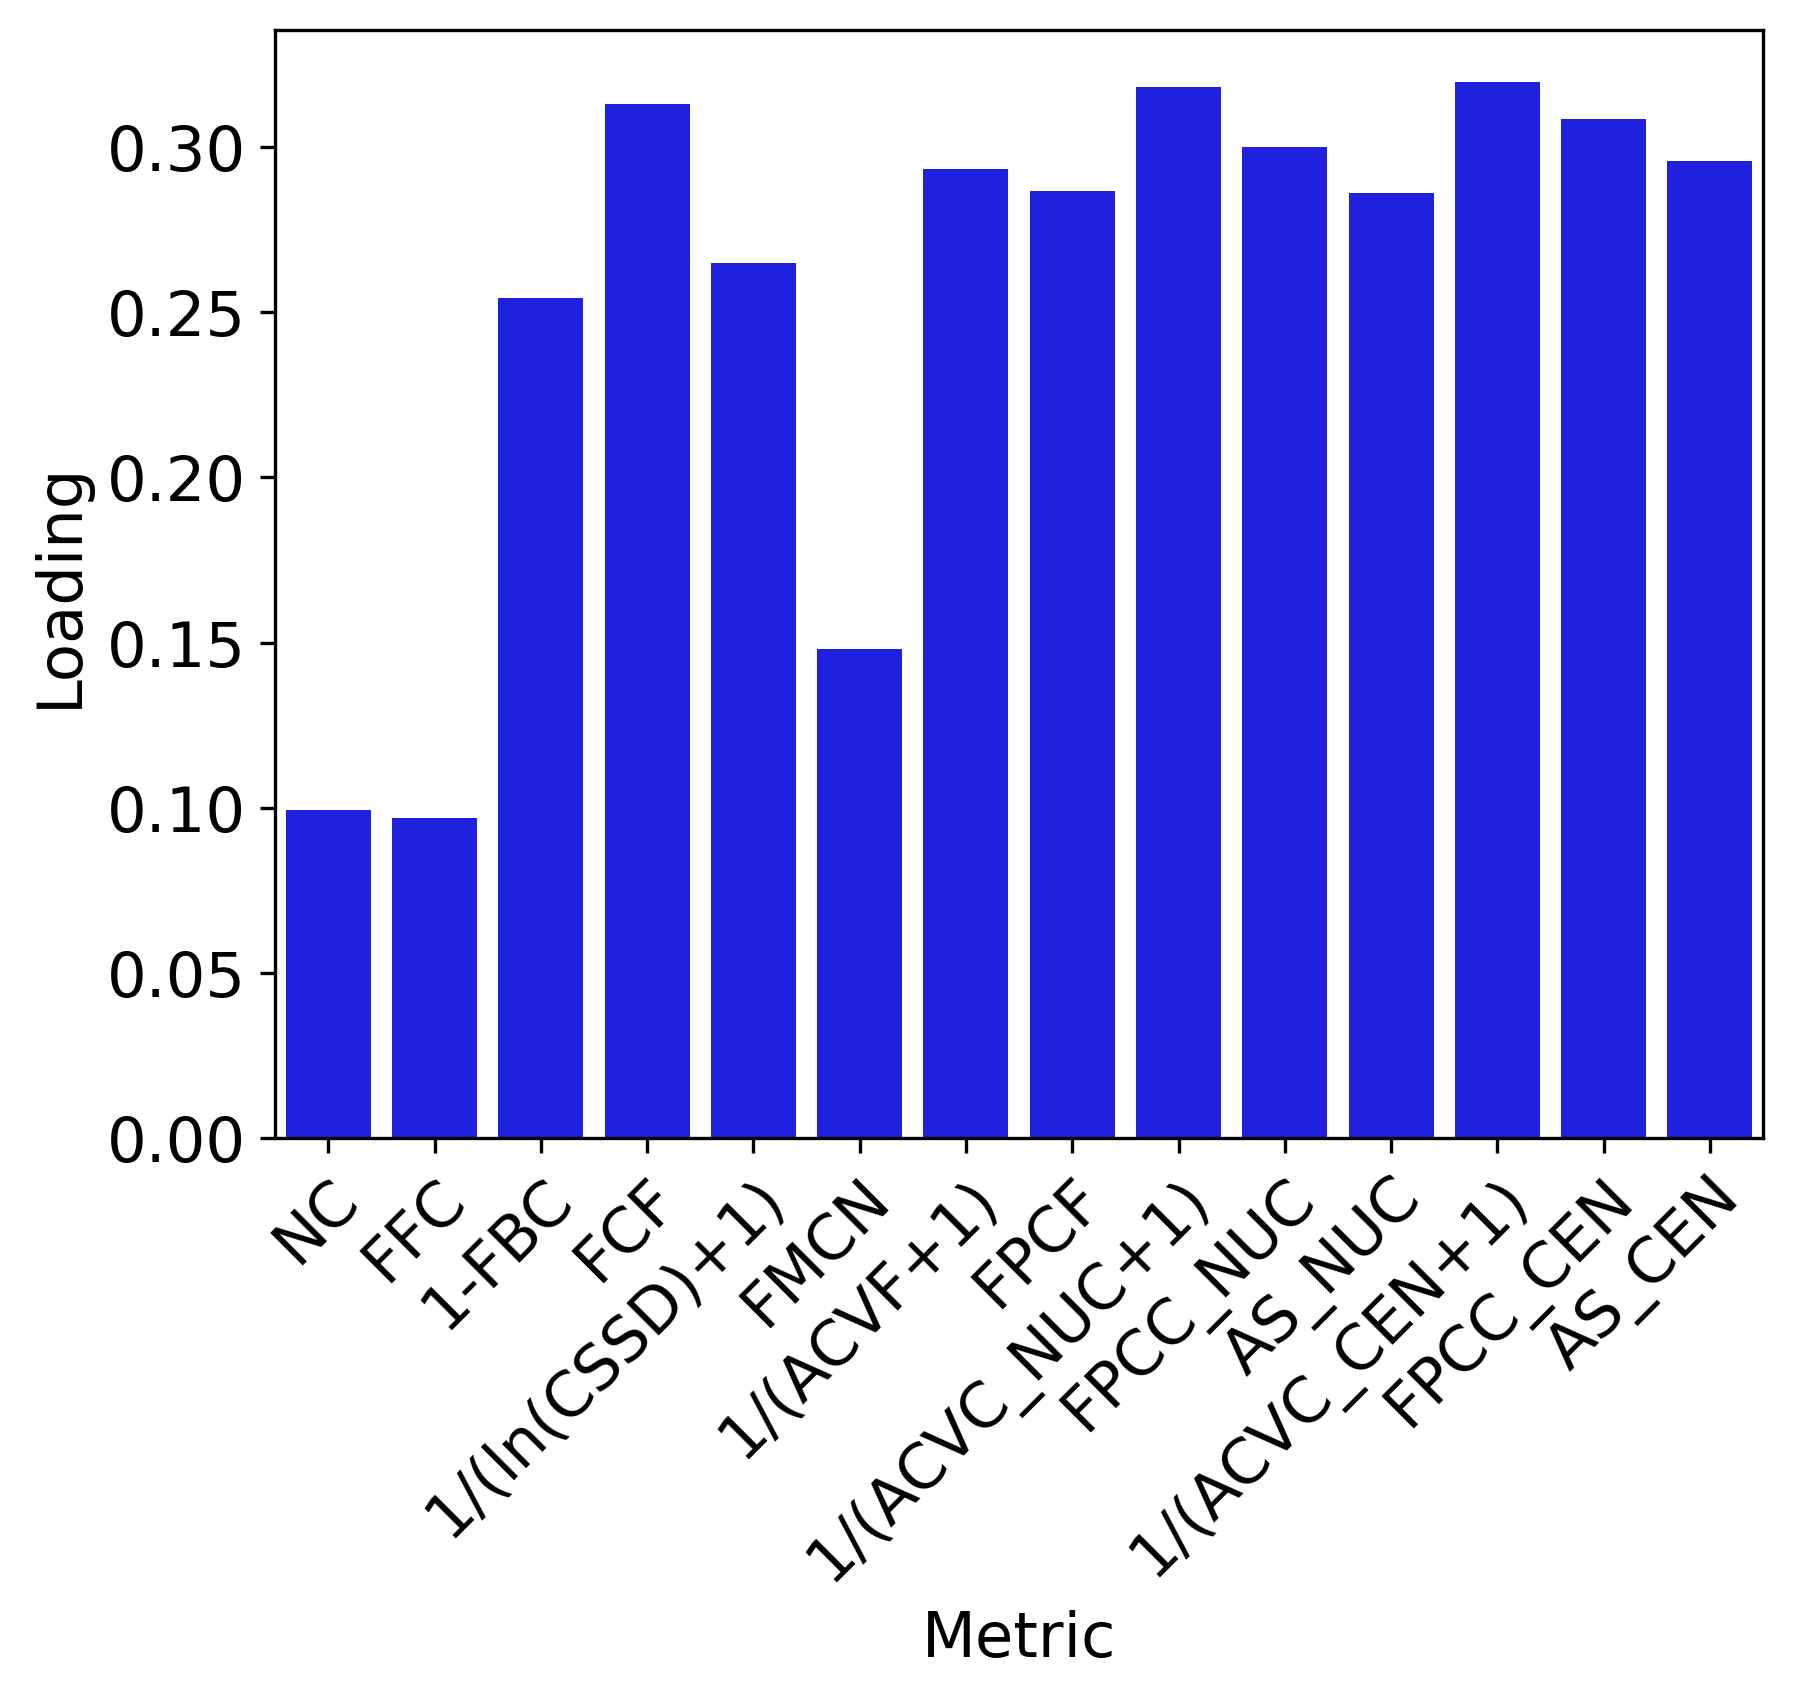 Loading
0.30
0.25
0.20
0.15
0.10
0.05
0.00
NC
FFC
1-FBC
FCF
1/(ln(CSSD)+1)
FMCN
1/(ACVF+1)
FPCF
1/(ACVC_NUC+1)
FPCC_NUC
AS_NUC
1/(ACVC_CEN+1)
FPCC_CEN
AS_CEN
Metric